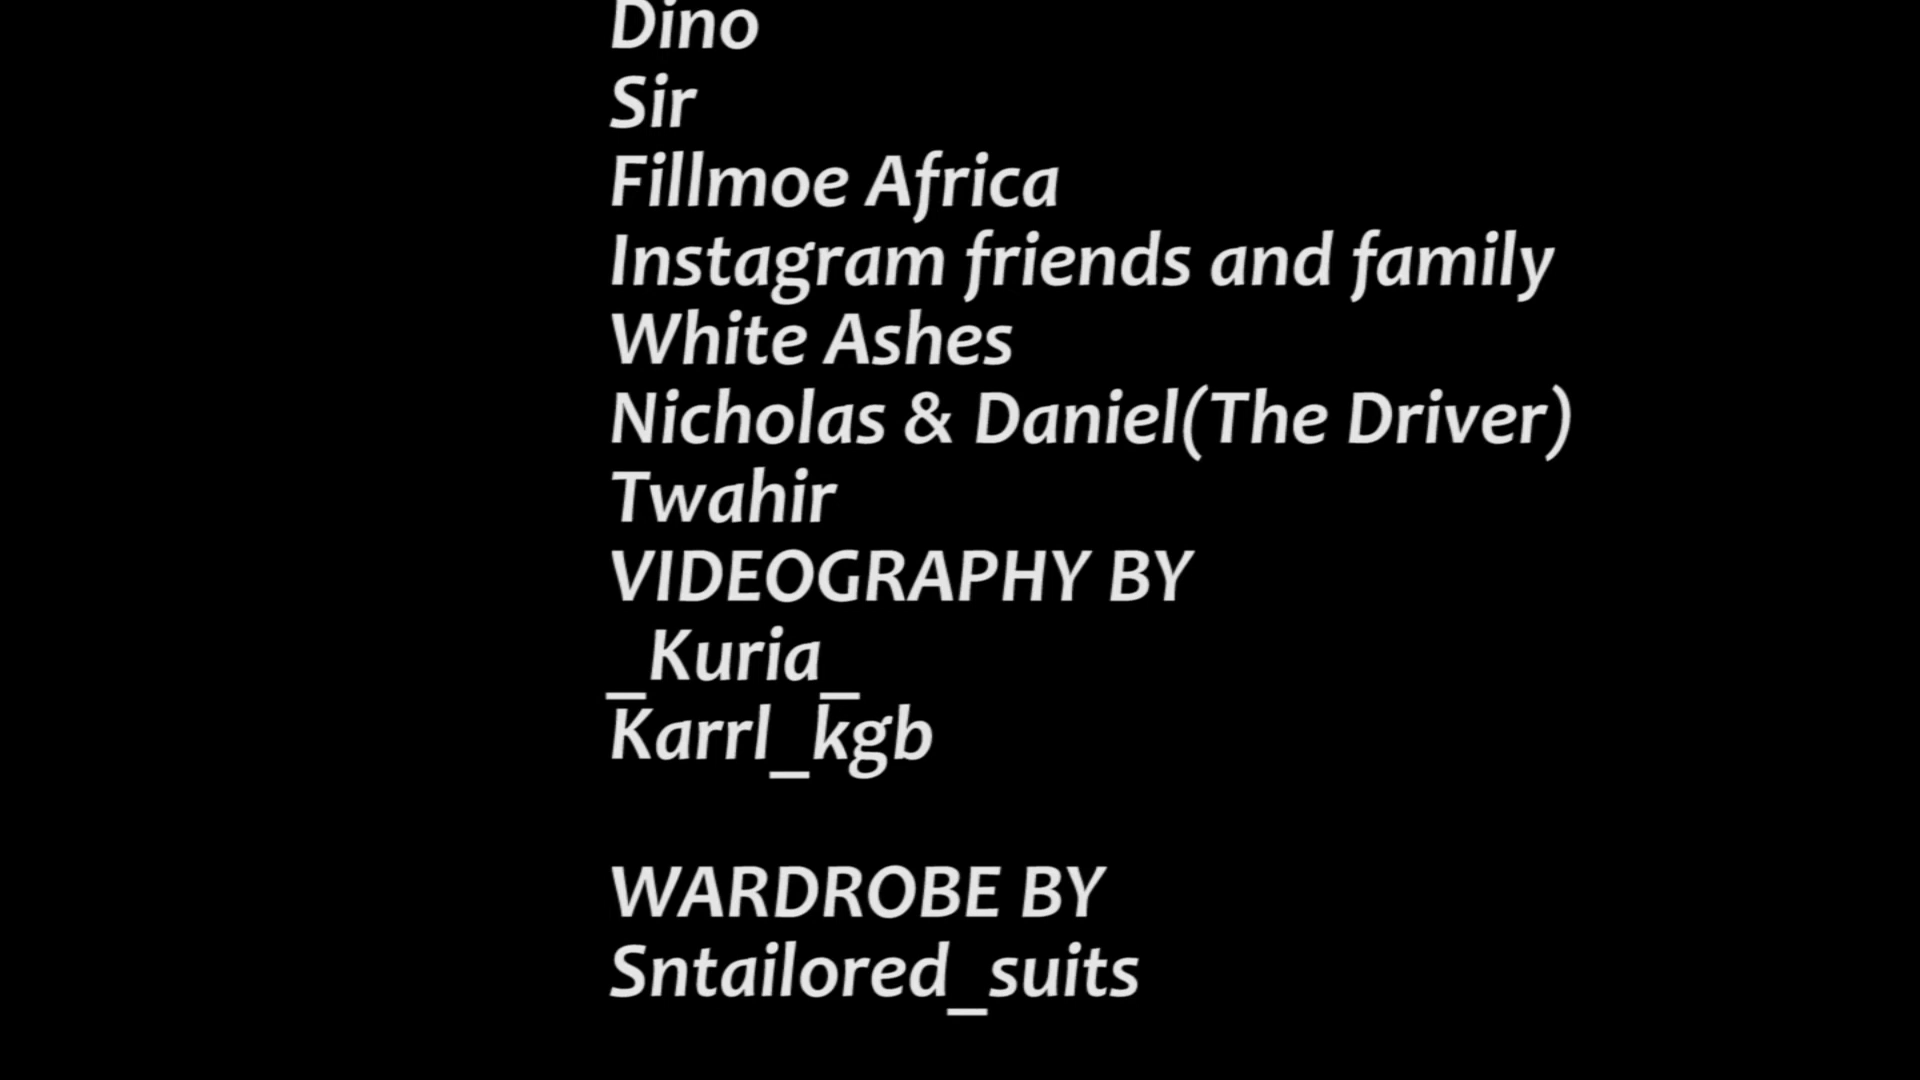 Dino
Sir
Fillmoe Africa
Instagram friends and family
White Ashes
Nicholas & Daniel(The Driver)
Twahir
VIDEOGRAPHY BY
_Kuria_
Karrl_kgb
WARDROBE BY
Sntailored_suits